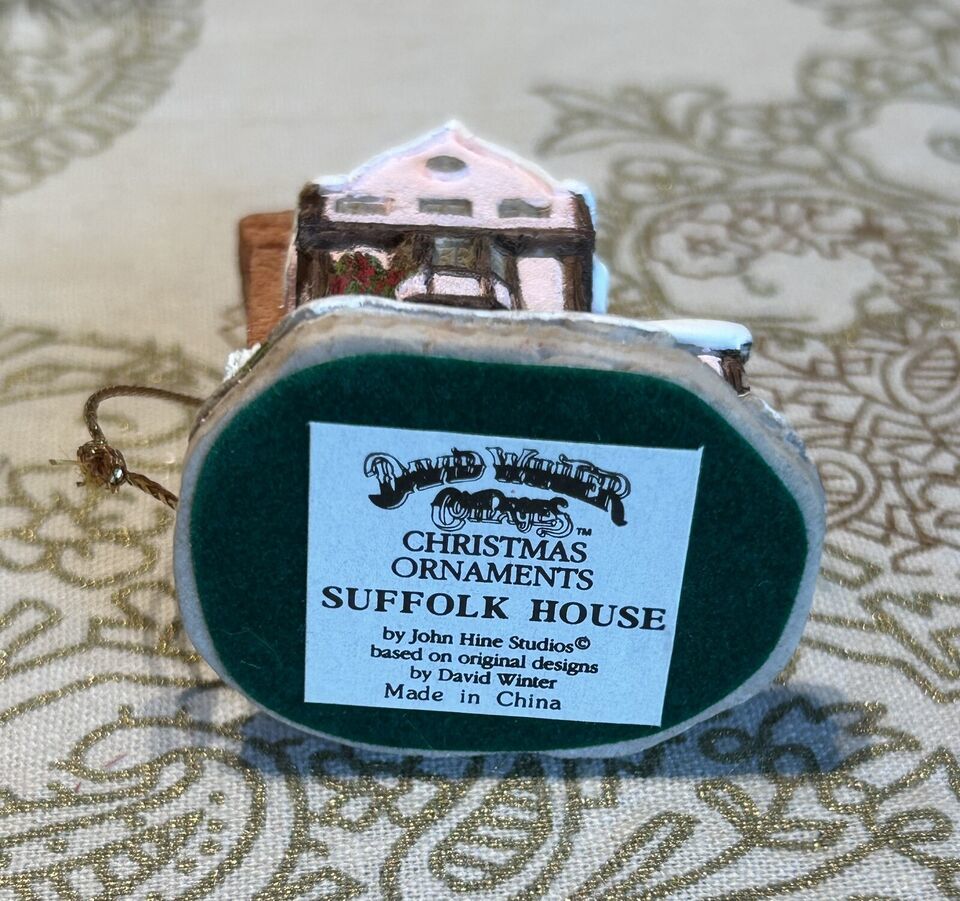 DAVID WINTER
COTTAGES™
CHRISTMAS
ORNAMENTS
SUFFOLK HOUSE
by John Hine Studios©
based on original designs
by David Winter
Made in China